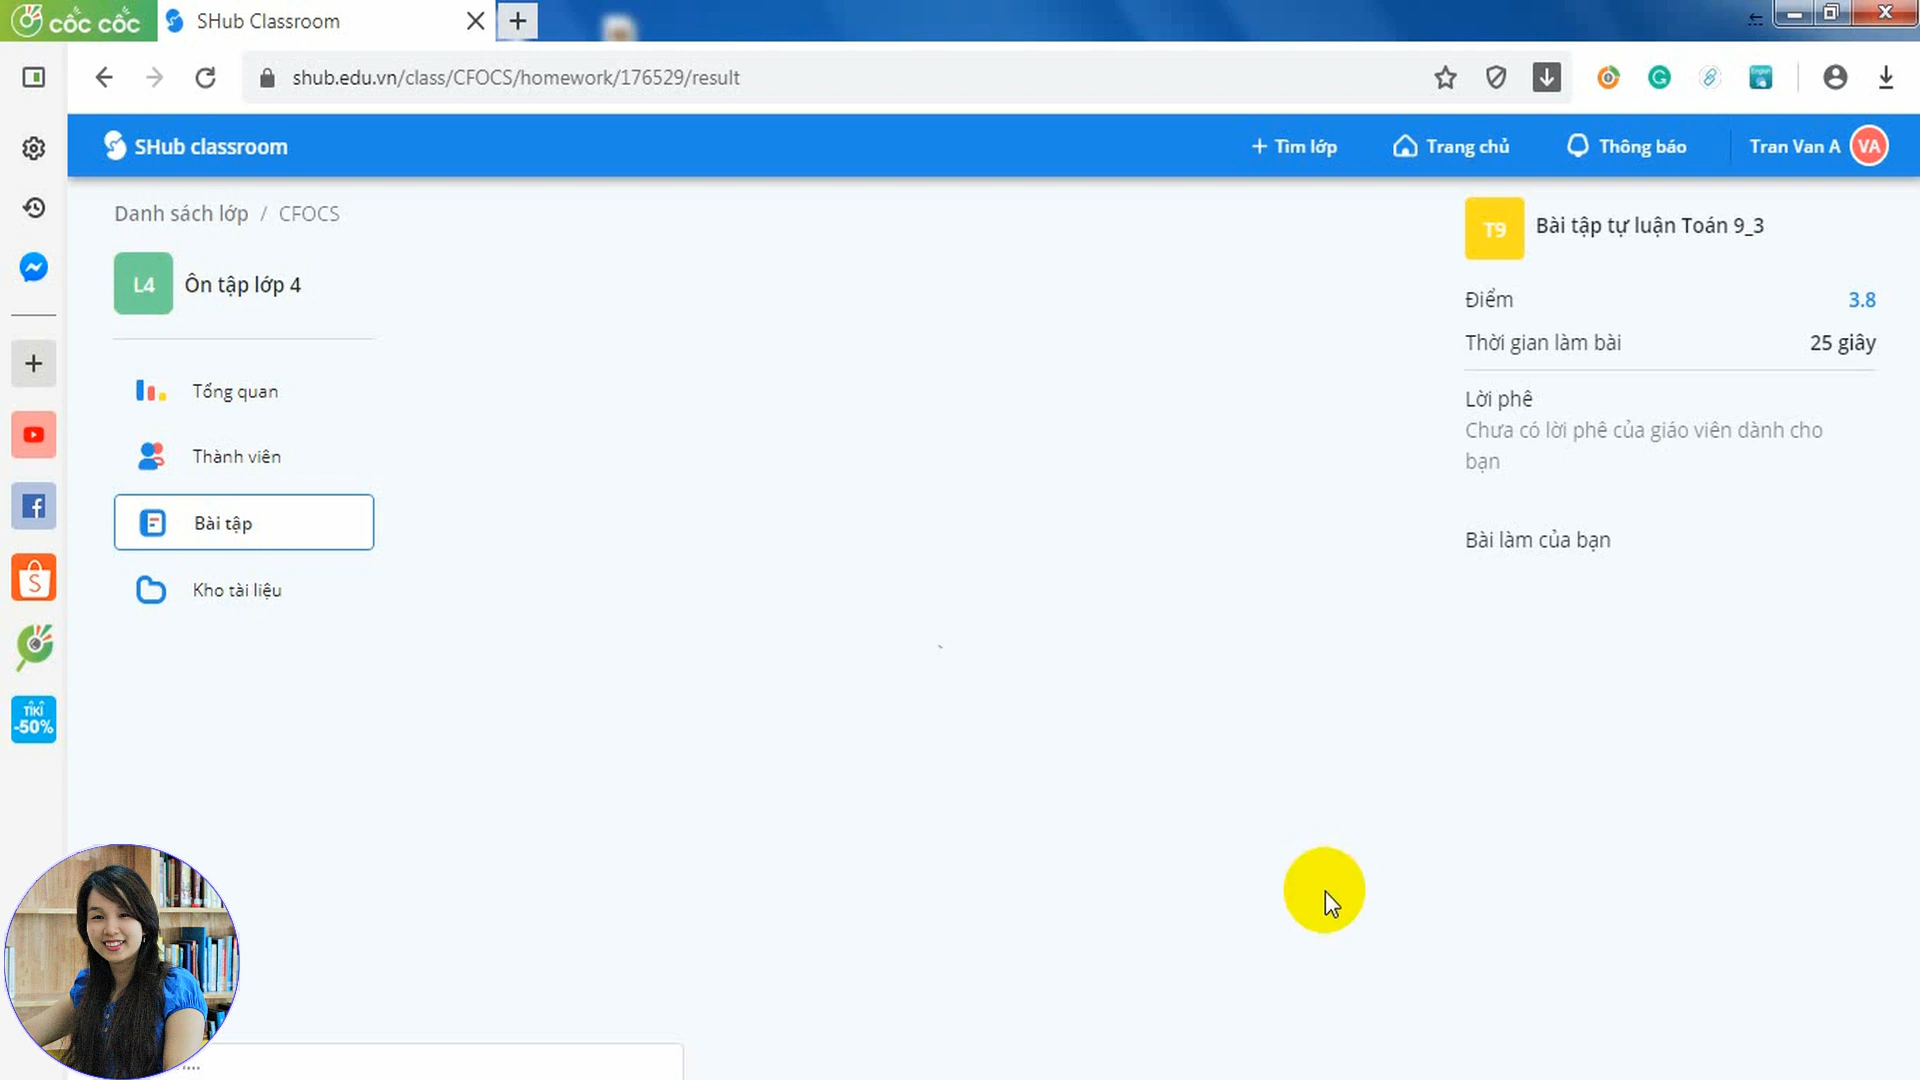 cốc cốc
SHub Classroom
shub.edu.vn/class/CFOCS/homework/176529/result
SHub classroom
+ Tìm lớp
Trang chủ
Thông báo
Tran Van A
VA
Danh sách lớp / CFOCS
L4
Ôn tập lớp 4
Tổng quan
Thành viên
Bài tập
Kho tài liệu
T9
Bài tập tự luận Toán 9_3
Điểm
3.8
Thời gian làm bài
25 giây
Lời phê
Chưa có lời phê của giáo viên dành cho
bạn
Bài làm của bạn
TIKI
-50%